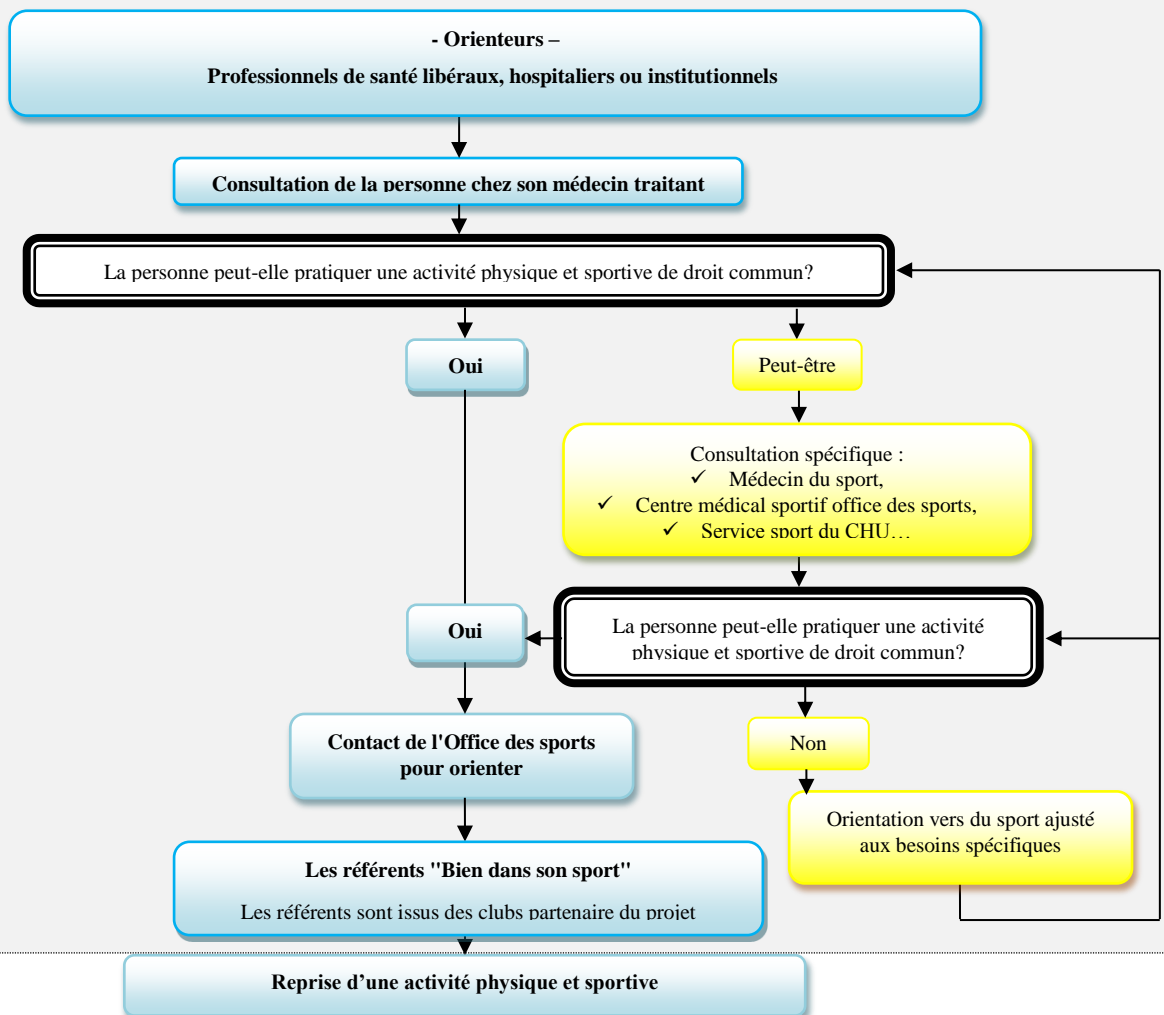 - Orienteurs –
Professionnels de santé libéraux, hospitaliers ou institutionnels
Consultation de la personne chez son médecin traitant
La personne peut-elle pratiquer une activité physique et sportive de droit commun?
Oui
Peut-être
Consultation spécifique :
✓ Médecin du sport,
✓ Centre médical sportif office des sports,
✓ Service sport du CHU…
Oui
La personne peut-elle pratiquer une activité
physique et sportive de droit commun?
Non
Contact de l'Office des sports
pour orienter
Orientation vers du sport ajusté
aux besoins spécifiques
Les référents "Bien dans son sport"
Les référents sont issus des clubs partenaire du projet
Reprise d'une activité physique et sportive